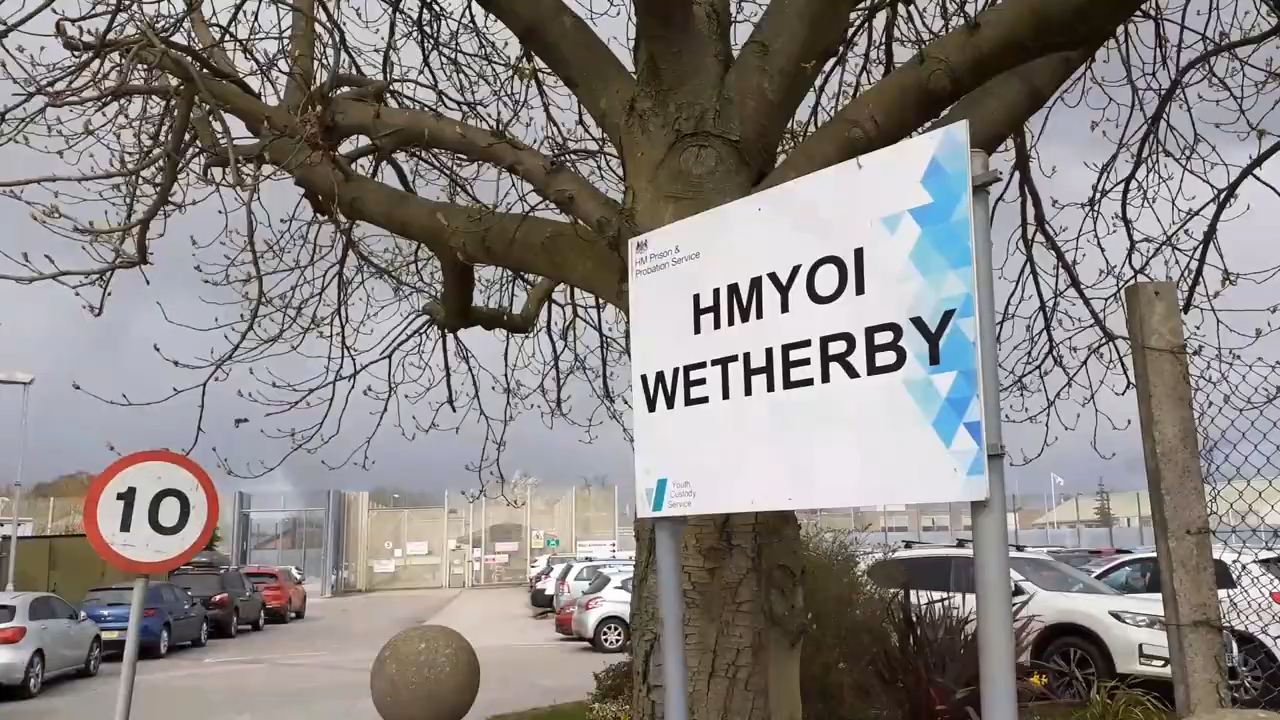 HM Prison &
Probation Service
HMYOI
WETHERBY
Youth
Custody
Service
10